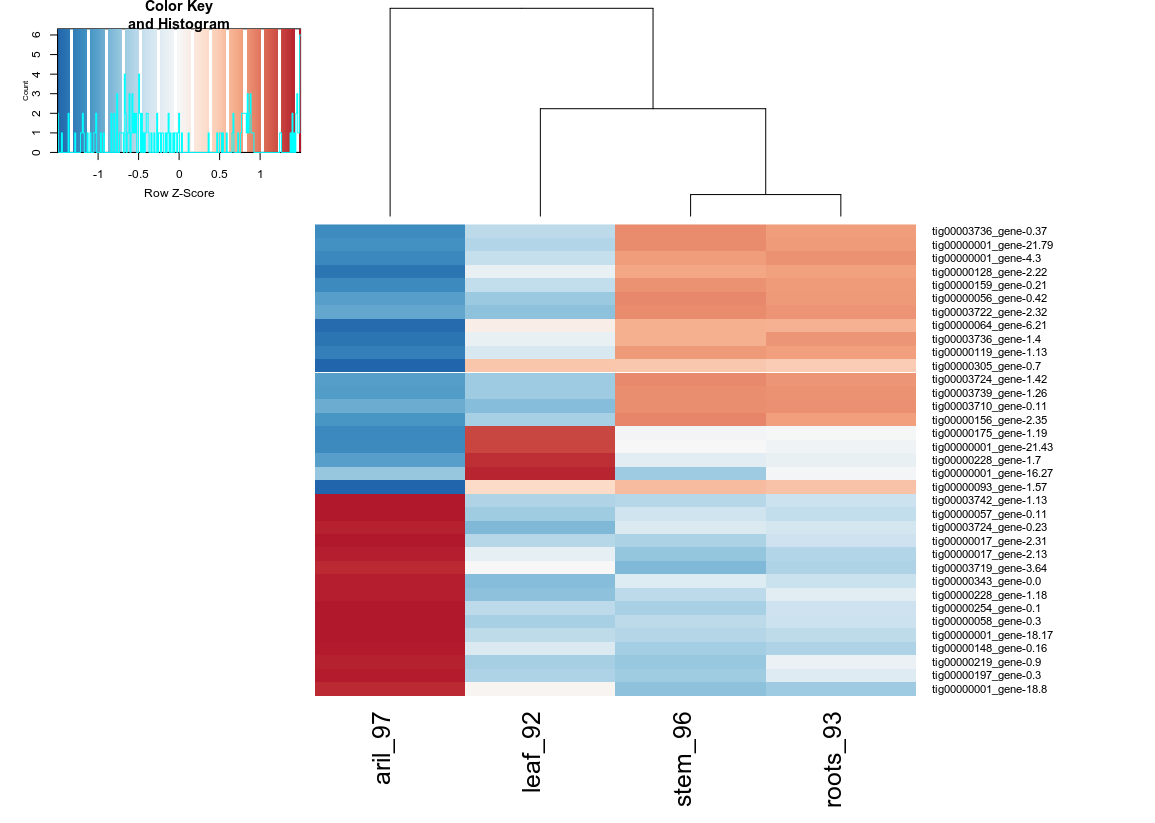 Color Key
and Histogram
Count
0 1 2 3 4 5 6
-1 -0.5 0 0.5 1
Row Z-Score
tig00003736_gene-0.37
tig00000001_gene-21.79
tig00000001_gene-4.3
tig00000128_gene-2.22
tig00000159_gene-0.21
tig00000056_gene-0.42
tig00003722_gene-2.32
tig00000064_gene-6.21
tig00003736_gene-1.4
tig00000119_gene-1.13
tig00000305_gene-0.7
tig00003724_gene-1.42
tig00003739_gene-1.26
tig00003710_gene-0.11
tig00000156_gene-2.35
tig00000175_gene-1.19
tig00000001_gene-21.43
tig00000228_gene-1.7
tig00000001_gene-16.27
tig00000093_gene-1.57
tig00003742_gene-1.13
tig00000057_gene-0.11
tig00003724_gene-0.23
tig00000017_gene-2.31
tig00000017_gene-2.13
tig00003719_gene-3.64
tig00000343_gene-0.0
tig00000228_gene-1.18
tig00000254_gene-0.1
tig00000058_gene-0.3
tig00000001_gene-18.17
tig00000148_gene-0.16
tig00000219_gene-0.9
tig00000197_gene-0.3
tig00000001_gene-18.8
aril_97
leaf_92
stem_96
roots_93